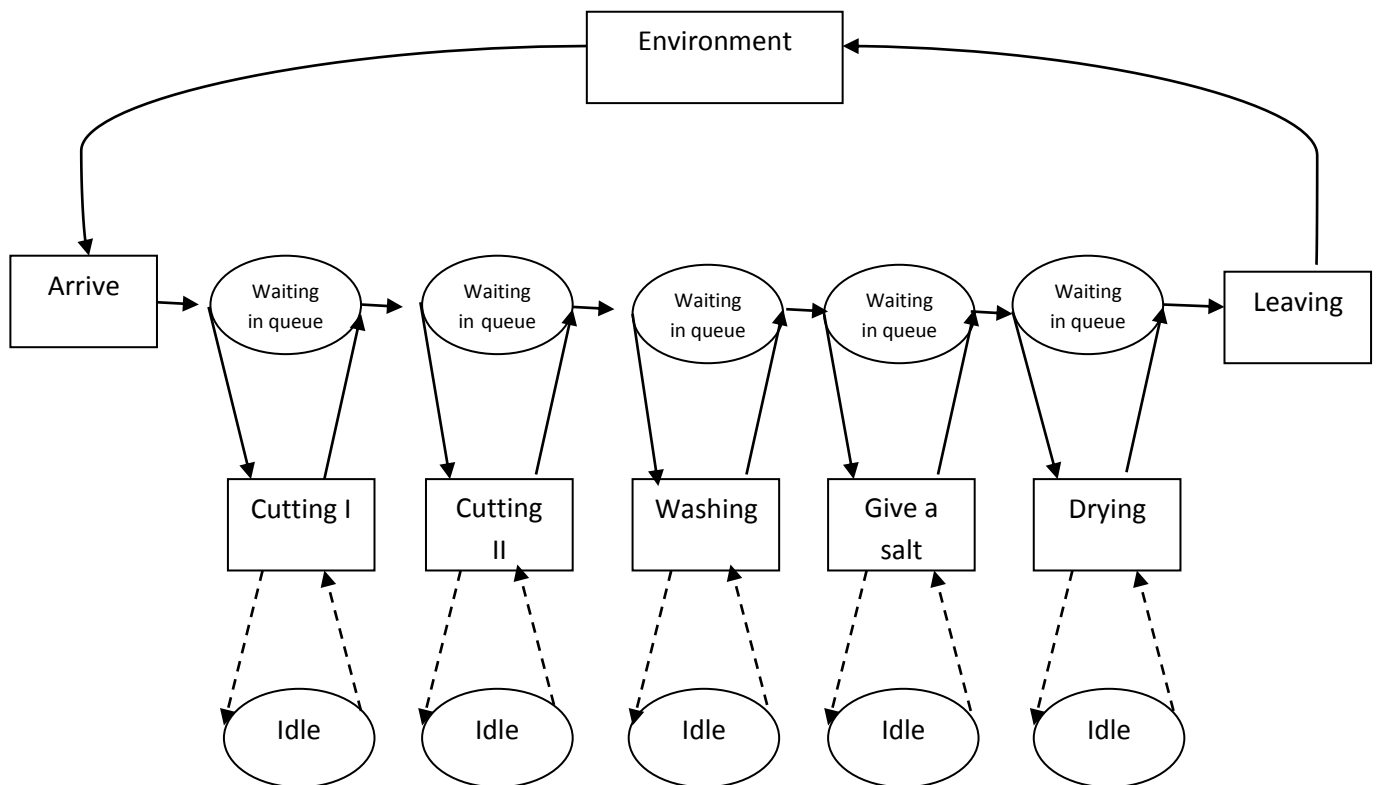 Environment
Arrive
Waiting
in queue
Waiting
in queue
Waiting
in queue
Waiting
in queue
Waiting
in queue
Leaving
Cutting I
Cutting
II
Washing
Give a
salt
Drying
Idle
Idle
Idle
Idle
Idle